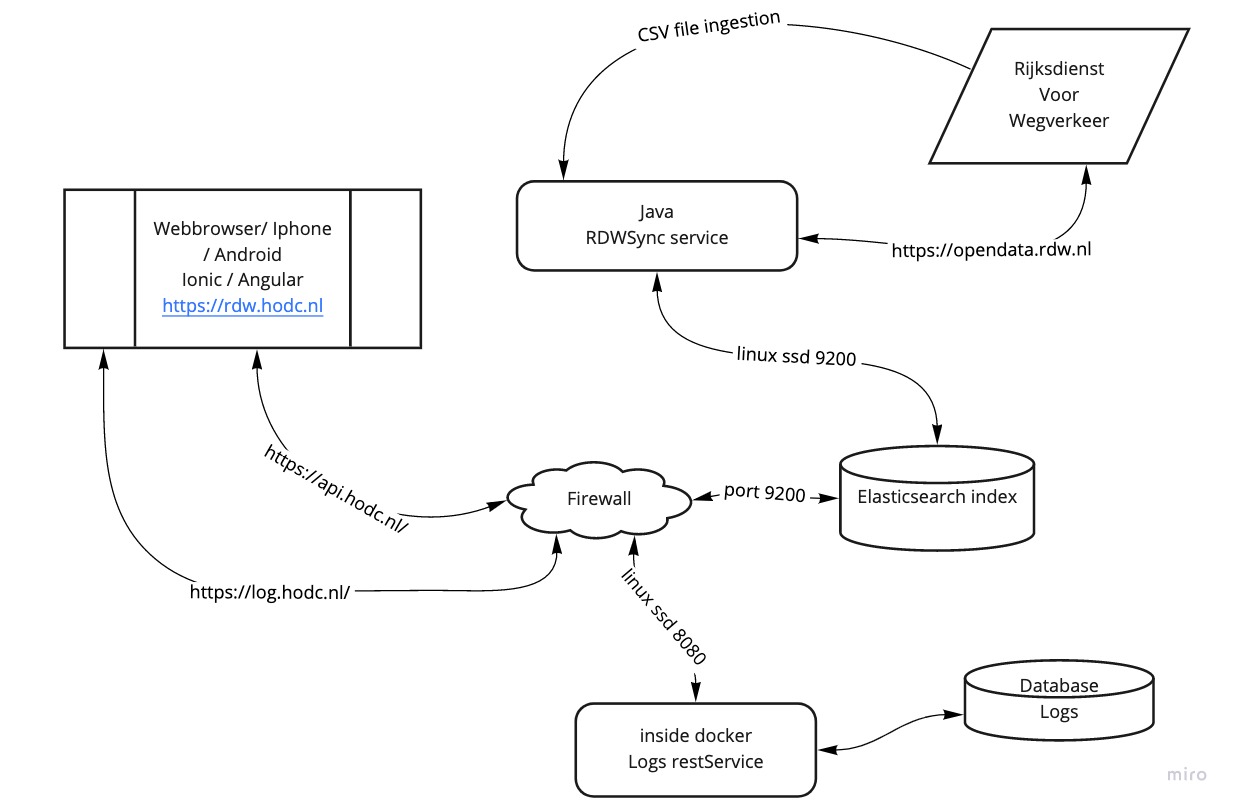 CSV file ingestion
Rijksdienst
Voor
Wegverkeer
Java
RDWSync service
https://opendata.rdw.nl
Webbrowser/ Iphone
/ Android
Ionic / Angular
https://rdw.hodc.nl
linux ssd 9200
https://api.hodc.nl/
Firewall
port 9200
Elasticsearch index
https://log.hodc.nl/
linux ssd 8080
Database
Logs
inside docker
Logs restService
miro